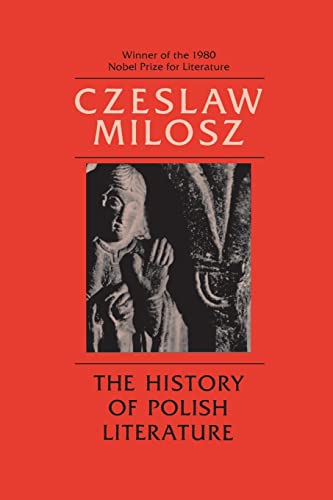 Winner of the 1980
Nobel Prize for Literature
CZESLAW
MILOSZ
THE HISTORY
OF POLISH
LITERATURE